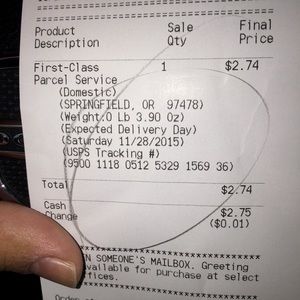 Product Sale Final
Description Qty Price
First-Class 1 $2.74
Parcel Service
(Domestic)
(SPRINGFIELD, OR 97478)
(Weight:0 Lb 3.90 Oz)
(Expected Delivery Day)
(Saturday 11/28/2015)
(USPS Tracking #)
(9500 1118 0512 5329 1569 36)
Total $2.74
Cash $2.75
Change ($0.01)
IN SOMEONE'S MAILBOX. Greeting
available for purchase at select